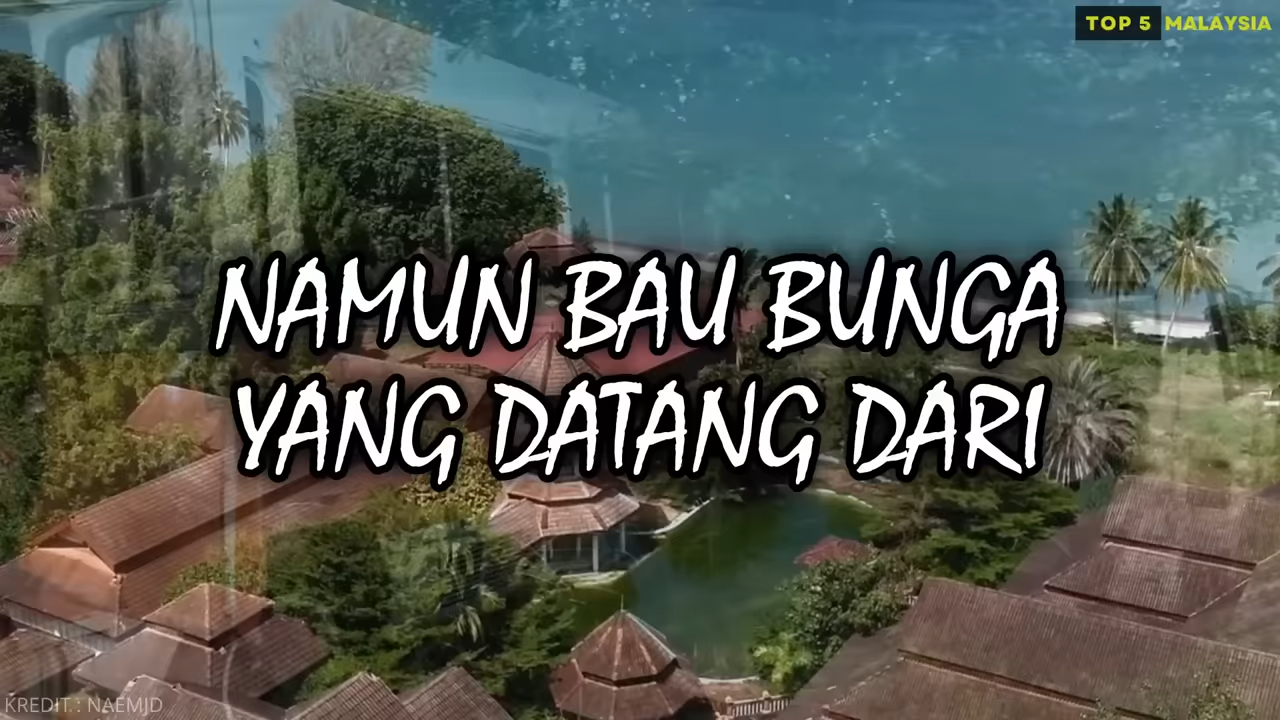 TOP 5 MALAYSIA
NAMUN BAU BUNGA
YANG DATANG DARI
KREDIT : NAEMJD